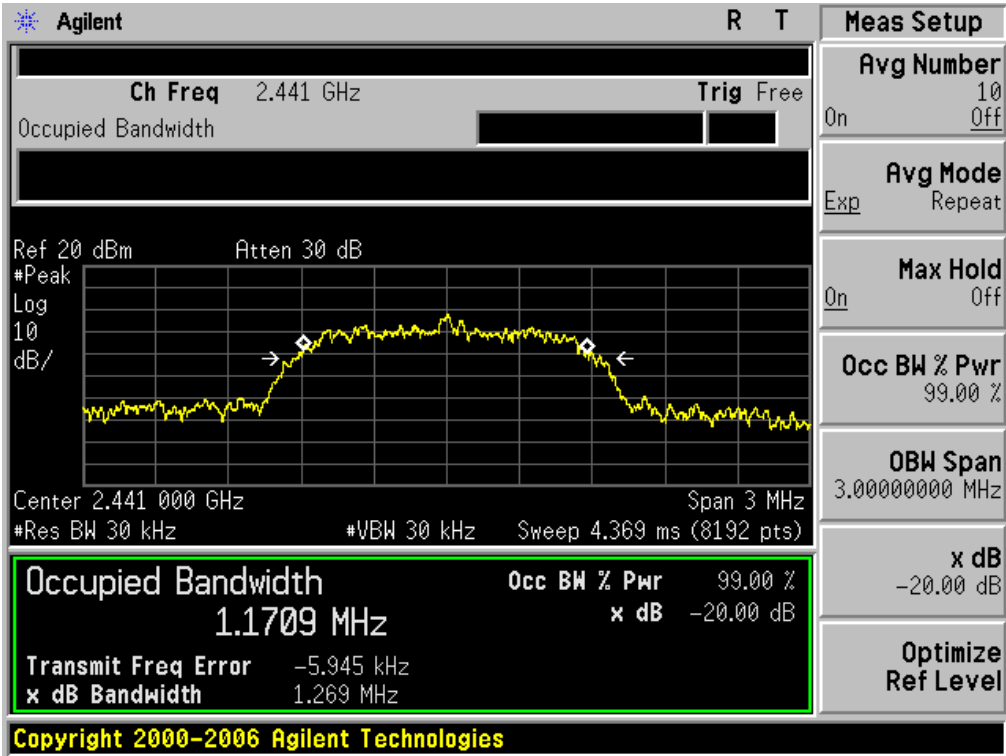 Agilent R T
Ch Freq 2.441 GHz Trig Free
Occupied Bandwidth
Ref 20 dBm Atten 30 dB
#Peak
Log
10
dB/
Center 2.441 000 GHz Span 3 MHz
#Res BW 30 kHz #VBW 30 kHz Sweep 4.369 ms (8192 pts)
Occupied Bandwidth Occ BW % Pwr 99.00 %
1.1709 MHz x dB -20.00 dB
Transmit Freq Error -5.945 kHz
x dB Bandwidth 1.269 MHz
Copyright 2000-2006 Agilent Technologies
Meas Setup
Avg Number
10
On Off
Avg Mode
Exp Repeat
Max Hold
On Off
Occ BW % Pwr
99.00 %
OBW Span
3.00000000 MHz
x dB
-20.00 dB
Optimize
Ref Level